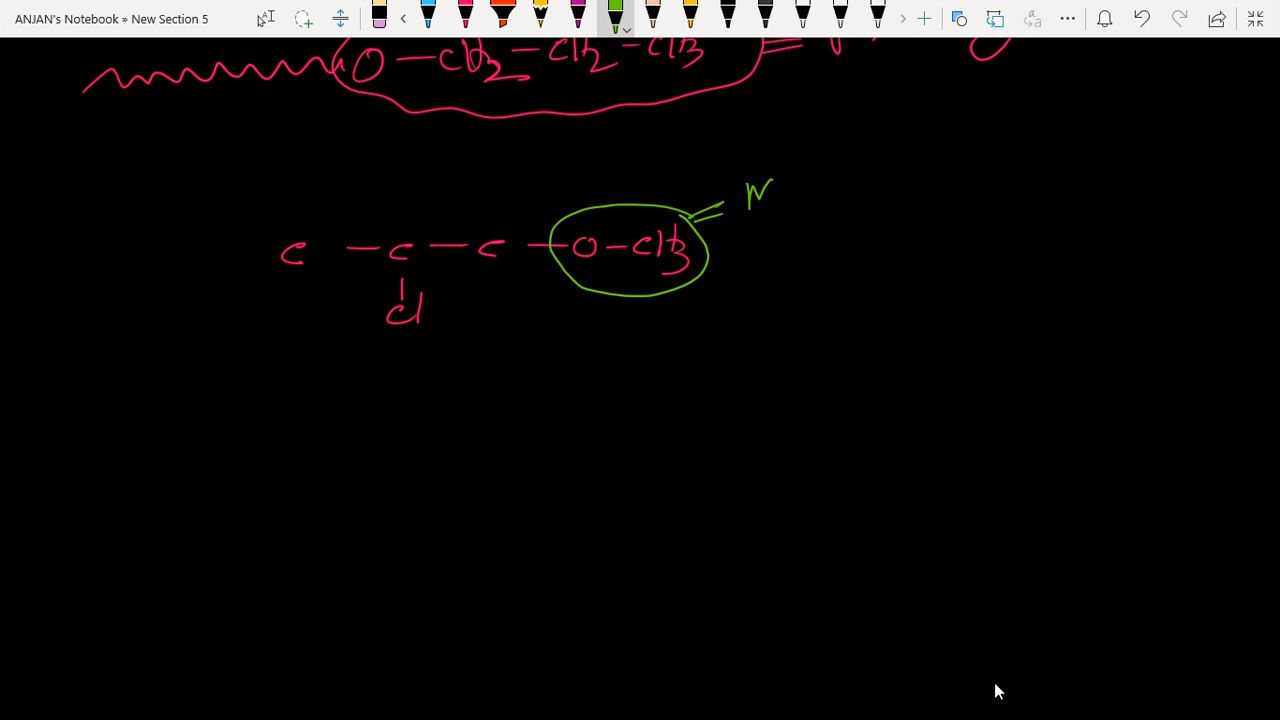 ANJAN's Notebook » New Section 5
O — CH2 — CH2 — CH3
C — C — C — O — CH3
Cl